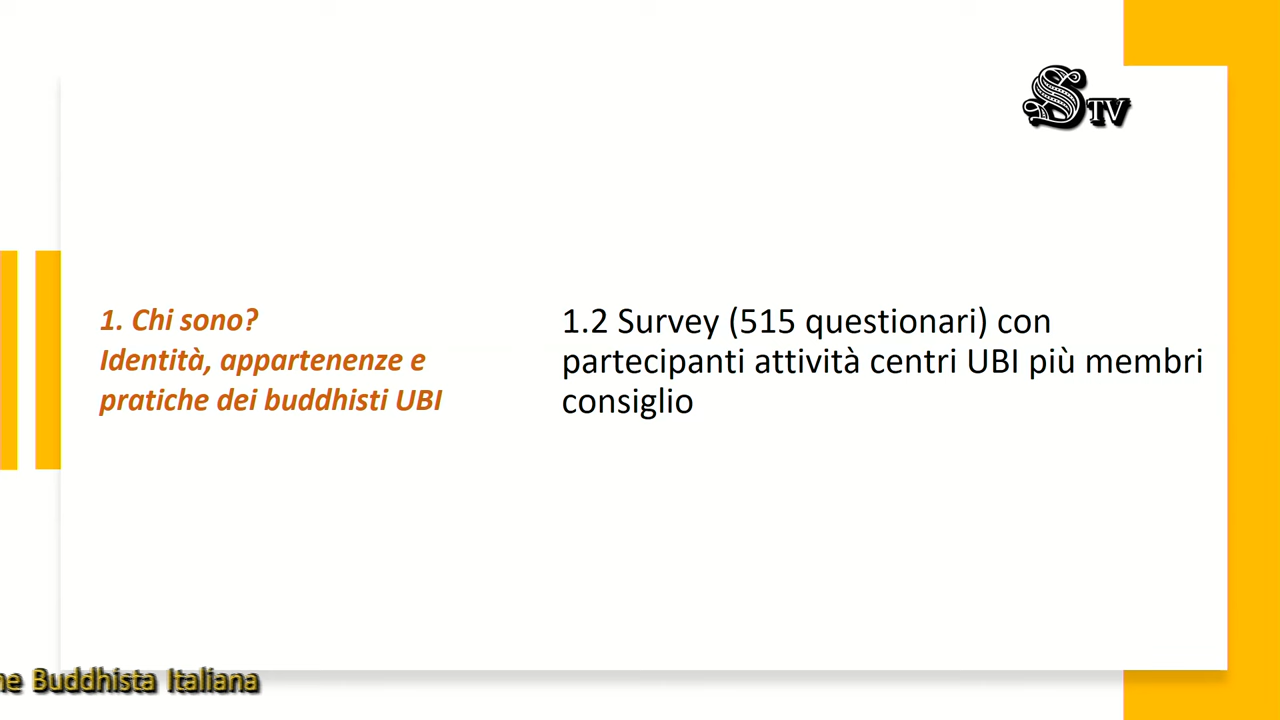 S TV
1. Chi sono?
Identità, appartenenze e
pratiche dei buddhisti UBI
1.2 Survey (515 questionari) con
partecipanti attività centri UBI più membri
consiglio
ne Buddhista Italiana